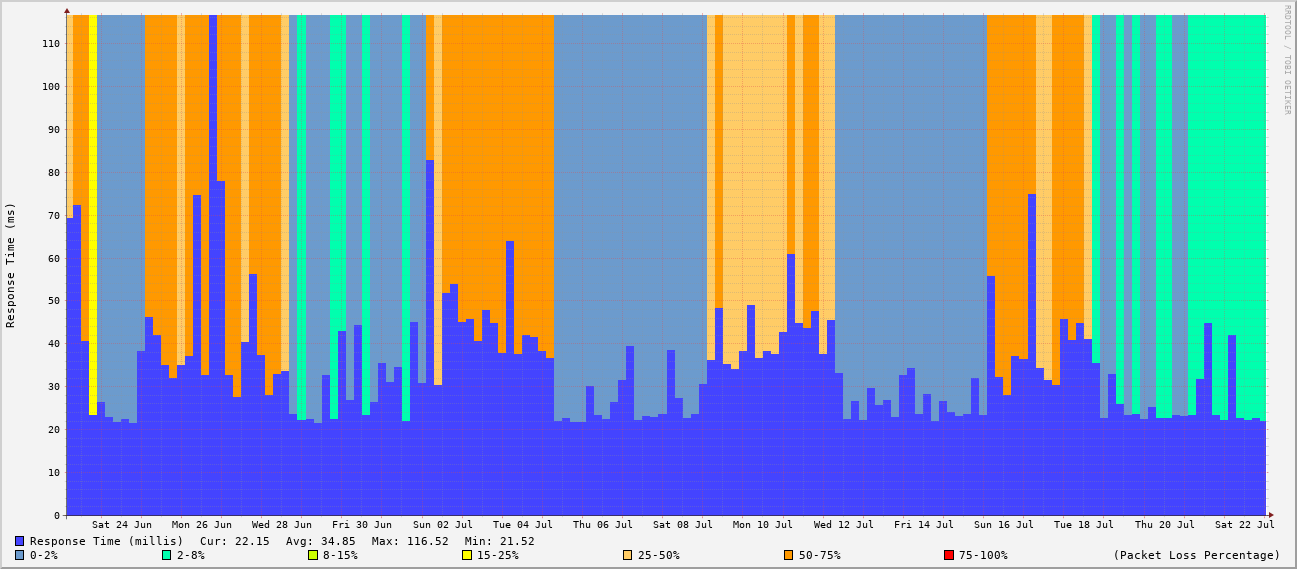 RRDTOOL / TOBI OETIKER
Response Time (ms)
110
100
90
80
70
60
50
40
30
20
10
0
Sat 24 Jun Mon 26 Jun Wed 28 Jun Fri 30 Jun Sun 02 Jul Tue 04 Jul Thu 06 Jul Sat 08 Jul Mon 10 Jul Wed 12 Jul Fri 14 Jul Sun 16 Jul Tue 18 Jul Thu 20 Jul Sat 22 Jul
Response Time (millis) Cur: 22.15 Avg: 34.85 Max: 116.52 Min: 21.52
0-2% 2-8% 8-15% 15-25% 25-50% 50-75% 75-100% (Packet Loss Percentage)